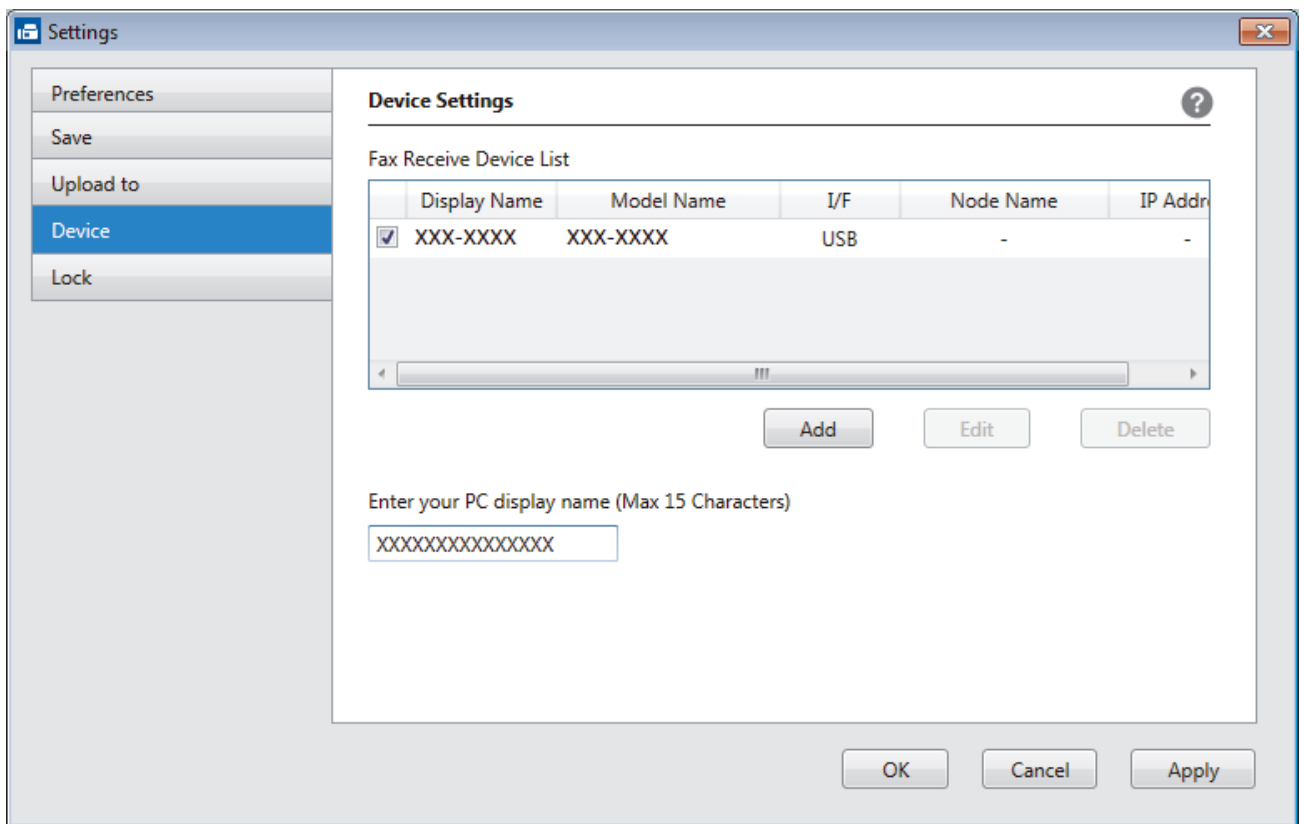 Settings
Preferences
Save
Upload to
Device
Lock
Device Settings
?
Fax Receive Device List
Display Name Model Name I/F Node Name IP Addr
XXX-XXXX XXX-XXXX USB - -
Add Edit Delete
Enter your PC display name (Max 15 Characters)
XXXXXXXXXXXXXXX
OK Cancel Apply